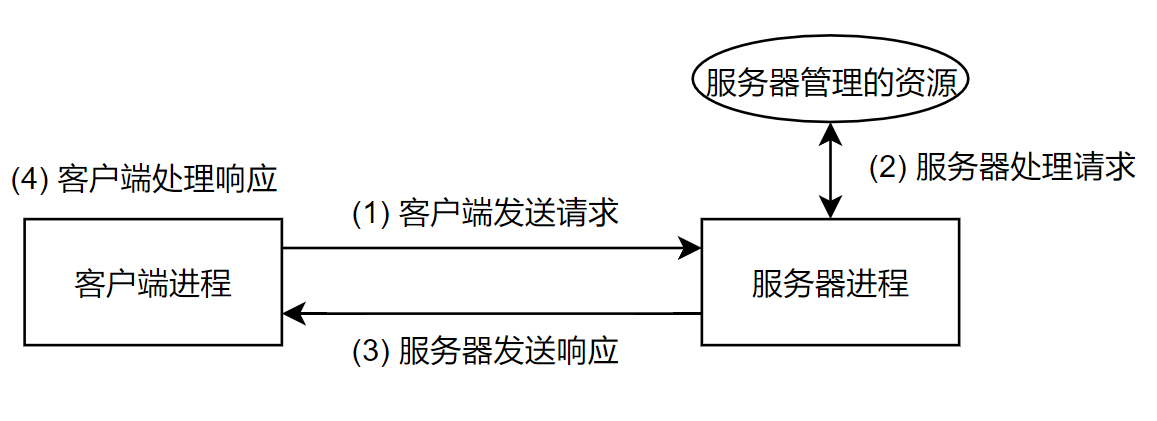 服务器管理的资源
(2) 服务器处理请求
(4) 客户端处理响应
(1) 客户端发送请求
客户端进程
服务器进程
(3) 服务器发送响应